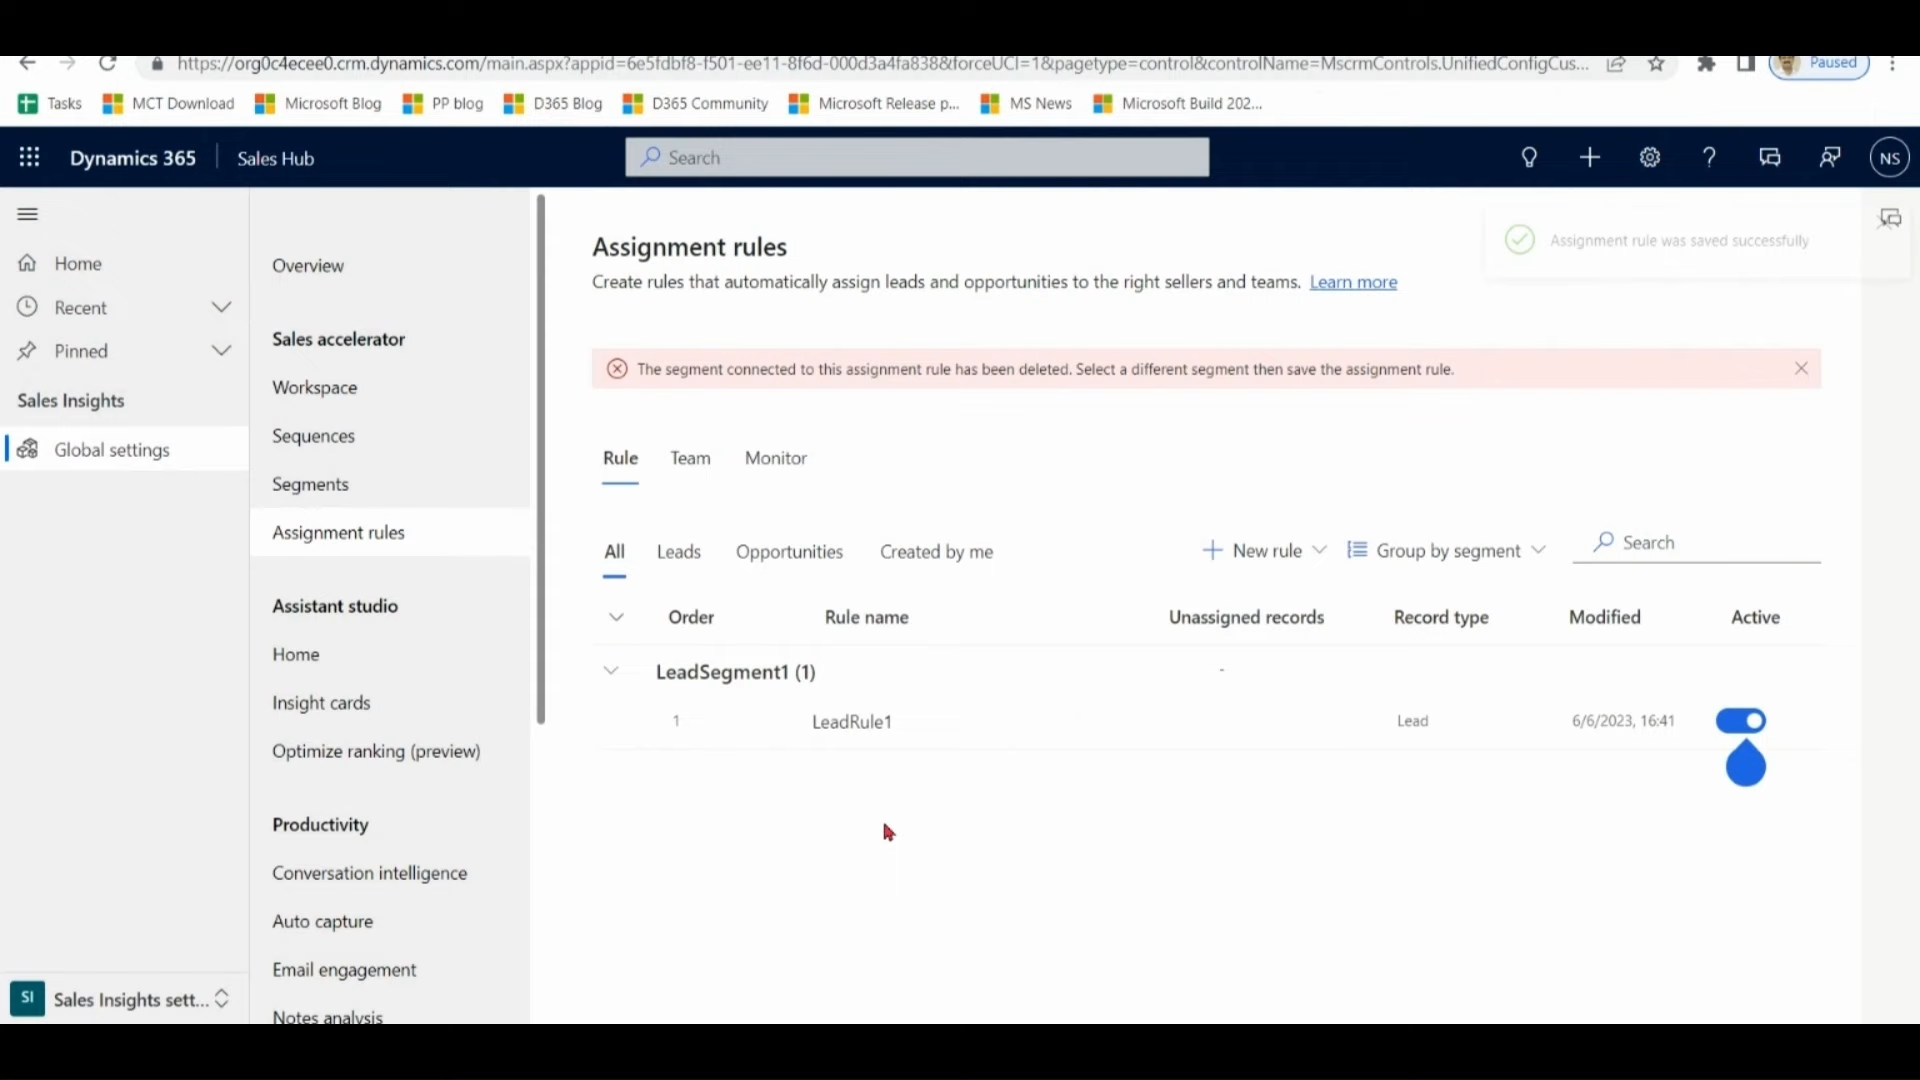 https://org0c4ecee0.crm.dynamics.com/main.aspx?appid=6e5fdbf8-f501-ee11-8f6d-000d3a4fa838&forceUCI=1&pagetype=control&controlName=MscrmControls.UnifiedConfigCus...
Paused
Tasks
MCT Download
Microsoft Blog
PP blog
D365 Blog
D365 Community
Microsoft Release p...
MS News
Microsoft Build 202...
Dynamics 365
Sales Hub
Search
NS
Home
Recent
Pinned
Sales Insights
Global settings
SI
Sales Insights sett...
Overview
Sales accelerator
Workspace
Sequences
Segments
Assignment rules
Assistant studio
Home
Insight cards
Optimize ranking (preview)
Productivity
Conversation intelligence
Auto capture
Email engagement
Notes analysis
Assignment rules
Create rules that automatically assign leads and opportunities to the right sellers and teams. Learn more
Assignment rule was saved successfully
The segment connected to this assignment rule has been deleted. Select a different segment then save the assignment rule.
Rule
Team
Monitor
All
Leads
Opportunities
Created by me
New rule
Group by segment
Search
Order
Rule name
Unassigned records
Record type
Modified
Active
LeadSegment1 (1)
-
1
LeadRule1
Lead
6/6/2023, 16:41